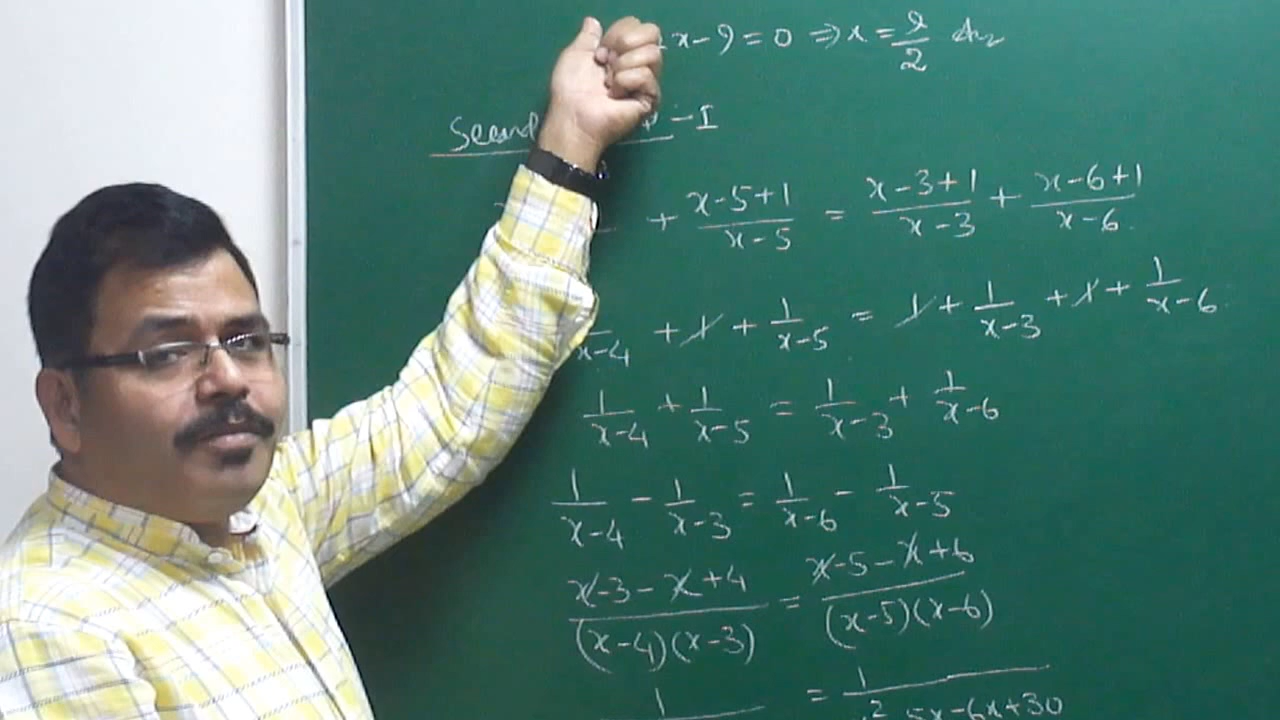 x-9=0 ⇒ x=9/2 Ans
Second -I
+ (x-5+1)/(x-5) = (x-3+1)/(x-3) + (x-6+1)/(x-6)
/(x-4) + 1 + 1/(x-5) = 1 + 1/(x-3) + 1 + 1/(x-6)
1/(x-4) + 1/(x-5) = 1/(x-3) + 1/(x-6)
1/(x-4) - 1/(x-3) = 1/(x-6) - 1/(x-5)
(x-3-x+4)/((x-4)(x-3)) = (x-5-x+6)/((x-5)(x-6))
1/ = 1/ ² 5x-6x+30